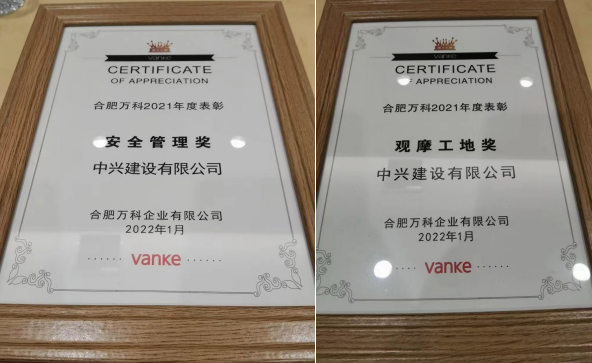 vanke
CERTIFICATE
OF APPRECIATION
合肥万科2021年度表彰
安全管理奖
中兴建设有限公司
合肥万科企业有限公司
2022年1月
...... vanke ......
vanke
CERTIFICATE
OF APPRECIATION
合肥万科2021年度表彰
观摩工地奖
中兴建设有限公司
合肥万科企业有限公司
2022年1月
.... vanke ......